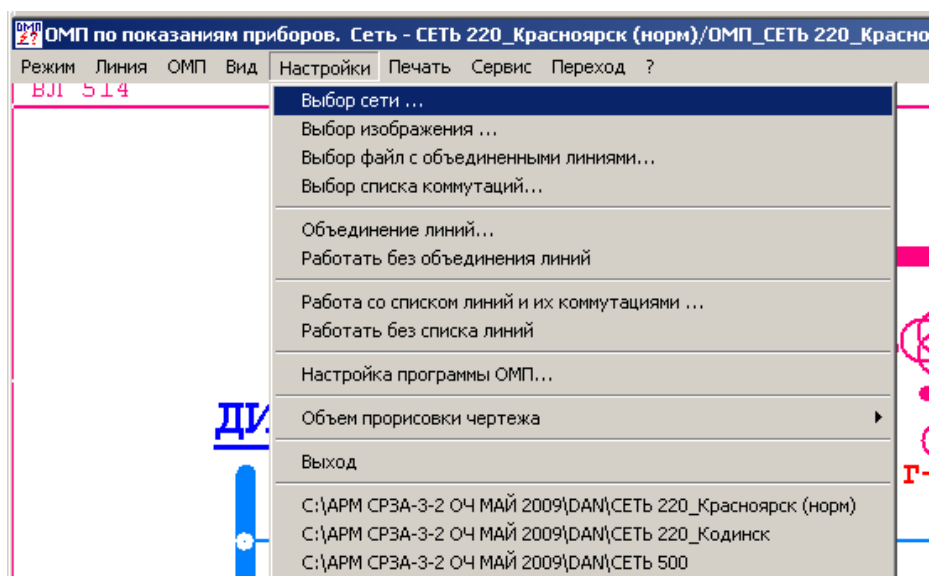 ОМП по показаниям приборов. Сеть - СЕТЬ 220_Красноярск (норм)/ОМП_СЕТЬ 220_Красно
Режим Линия ОМП Вид Настройки Печать Сервис Переход ?
ВЛ 514
Выбор сети ...
Выбор изображения ...
Выбор файл с объединенными линиями...
Выбор списка коммутаций...
Объединение линий...
Работать без объединения линий
Работа со списком линий и их коммутациями ...
Работать без списка линий
Настройка программы ОМП...
Объем прорисовки чертежа
Выход
C:\АРМ СРЗА-3-2 ОЧ МАЙ 2009\DAN\СЕТЬ 220_Красноярск (норм)
C:\АРМ СРЗА-3-2 ОЧ МАЙ 2009\DAN\СЕТЬ 220_Кодинск
C:\АРМ СРЗА-3-2 ОЧ МАЙ 2009\DAN\СЕТЬ 500